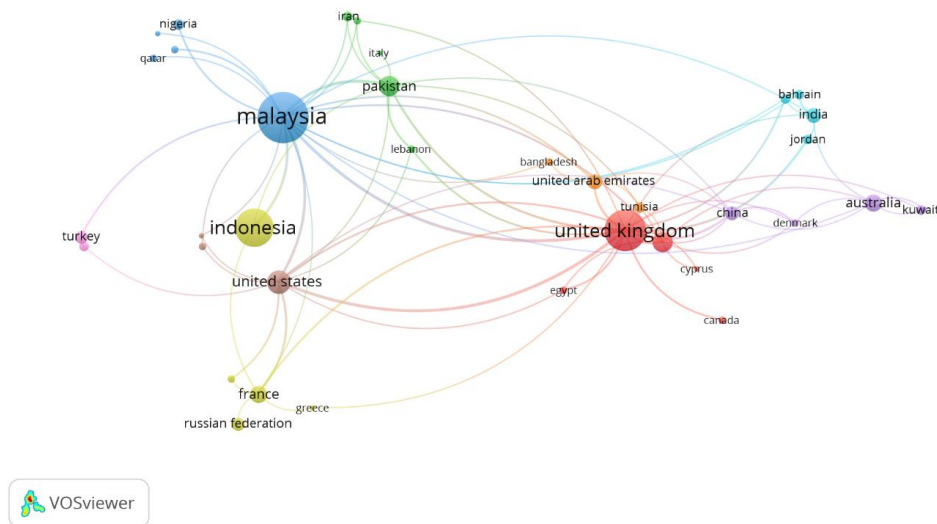 iran
nigeria
italy
qatar
pakistan
bahrain
malaysia
india
jordan
lebanon
bangladesh
united arab emirates
australia
tunisia
kuwait
china
denmark
indonesia
united kingdom
turkey
cyprus
united states
egypt
canada
france
greece
russian federation
VOSviewer